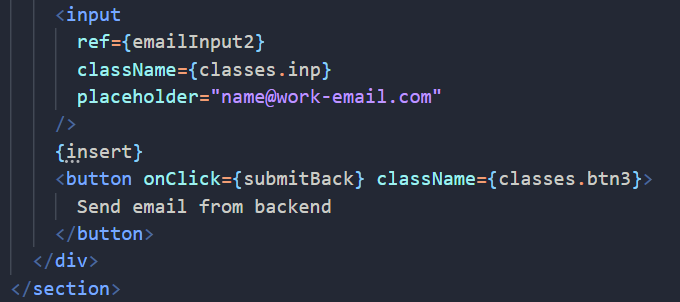 <input
ref={emailInput2}
className={classes.inp}
placeholder="name@work-email.com"
/>
{insert}
<button onClick={submitBack} className={classes.btn3}>
Send email from backend
</button>
</div>
</section>